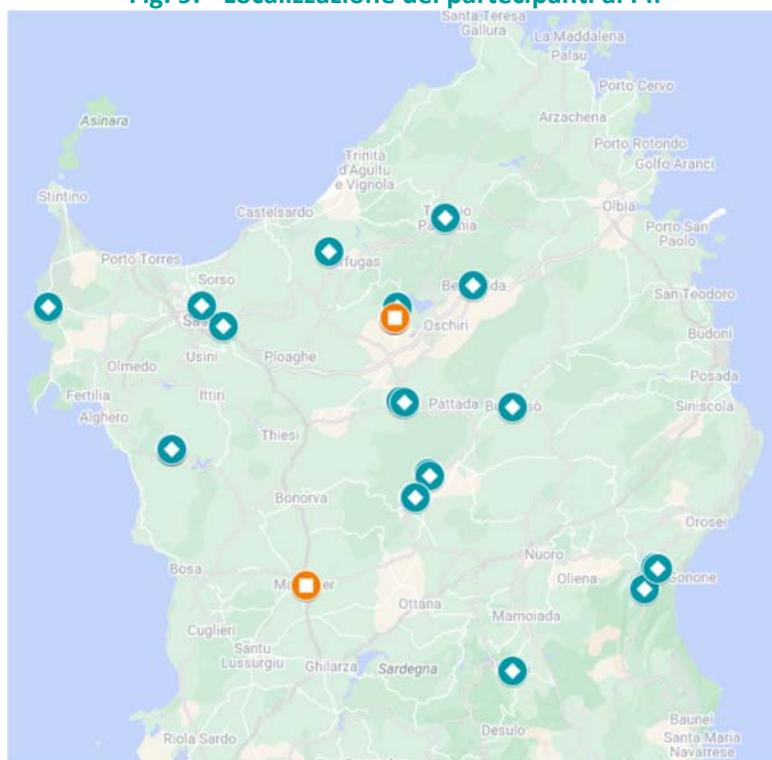 Santa Teresa
Gallura
La Maddalena
Palau
Porto Cervo
Asinara
Arzachena
Trinità
d'Agultu
e Vignola
Porto Rotondo
Golfo Aranci
Stintino
Castelsardo
Olbia
Porto San
Paolo
Porto Torres
Sorso
San Teodoro
Oschiri
Budoni
Usini
Ploaghe
Olmedo
Posada
Fertilia
Ittiri
Pattada
Siniscola
Alghero
Thiesi
Bonorva
Orosei
Bosa
Nuoro
Oliena
Gonone
Ottana
Mamoiada
Cuglieri
Santu
Lussurgiu
Ghilarza
Sardegna
Desulo
Baunei
Riola Sardo
Santa Maria
Navarrese